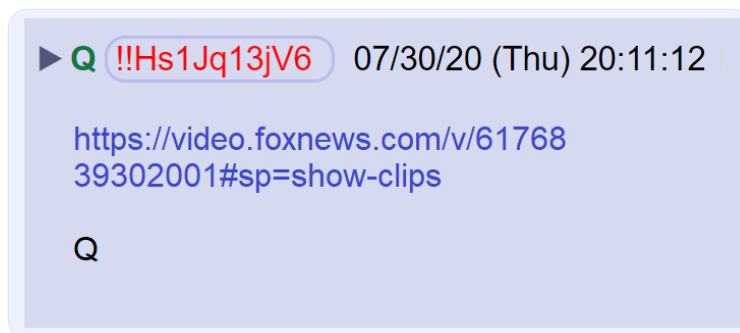 Q !!Hs1Jq13jV6 07/30/20 (Thu) 20:11:12
https://video.foxnews.com/v/61768
39302001#sp=show-clips
Q